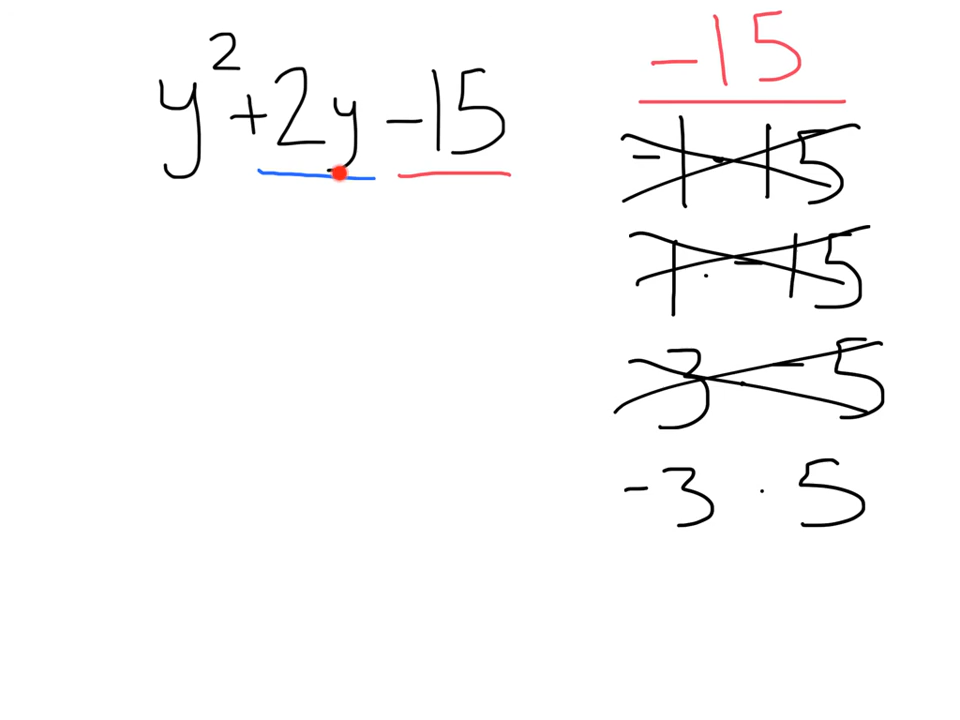 y² + 2y - 15
-15
-1 · 15
1 · -15
3 · -5
-3 · 5